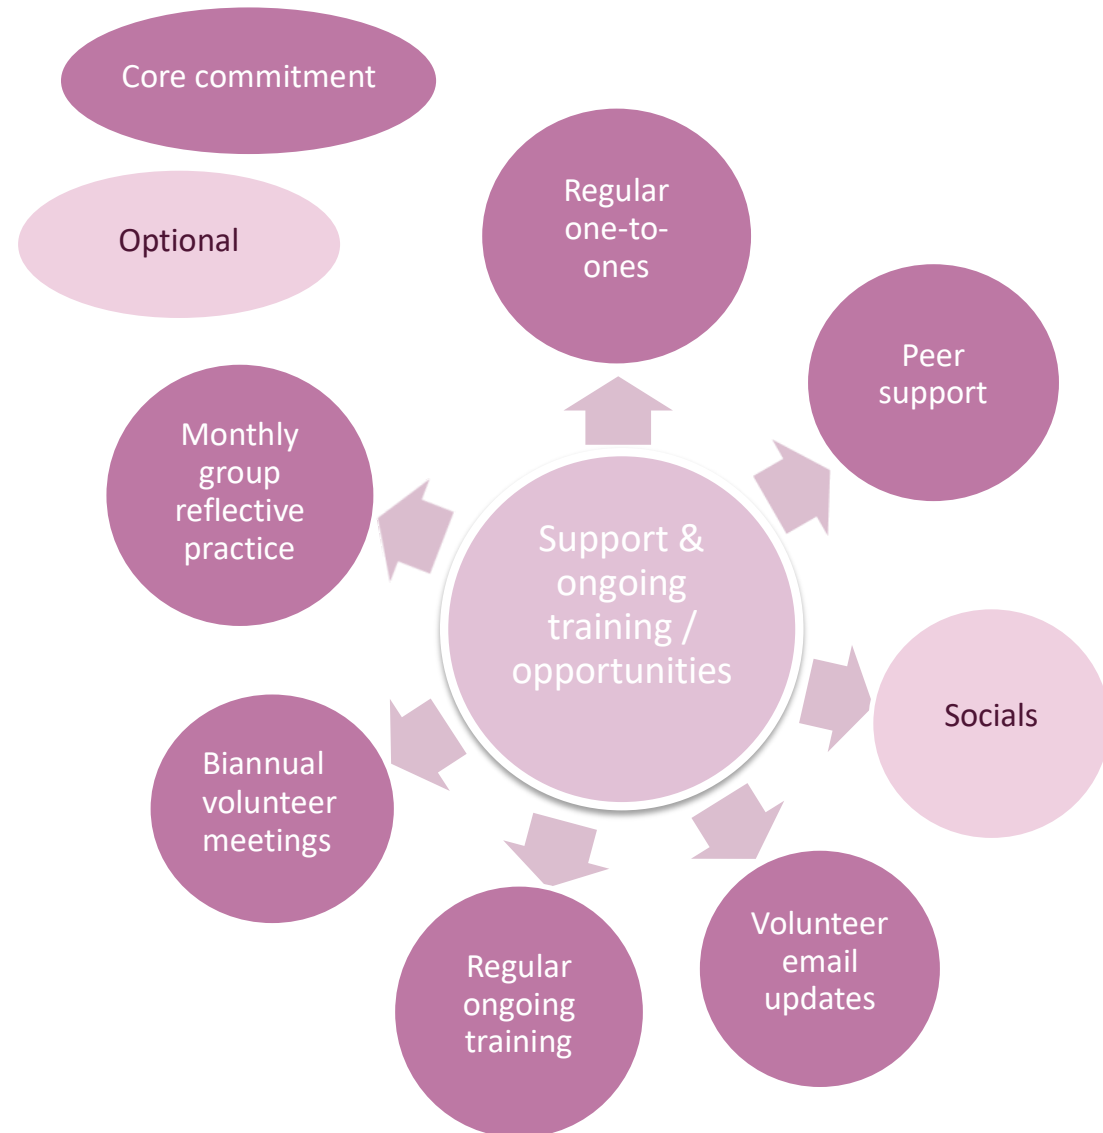 Core commitment
Optional
Regular
one-to-
ones
Peer
support
Socials
Volunteer
email
updates
Regular
ongoing
training
Biannual
volunteer
meetings
Monthly
group
reflective
practice
Support &
ongoing
training /
opportunities